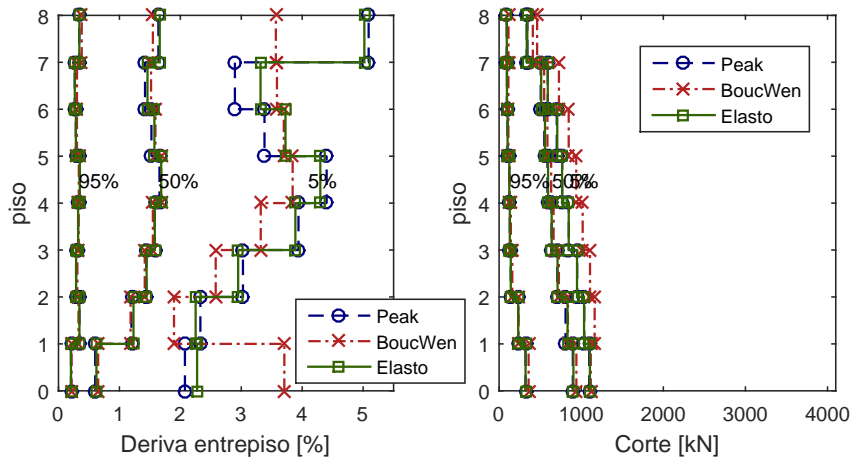 8
7
6
5
4
3
2
1
0
piso
95%
50%
5%
Peak
BoucWen
Elasto
0 1 2 3 4 5
Deriva entrepiso [%]
8
7
6
5
4
3
2
1
0
piso
Peak
BoucWen
Elasto
95%
50%
5%
0 1000 2000 3000 4000
Corte [kN]